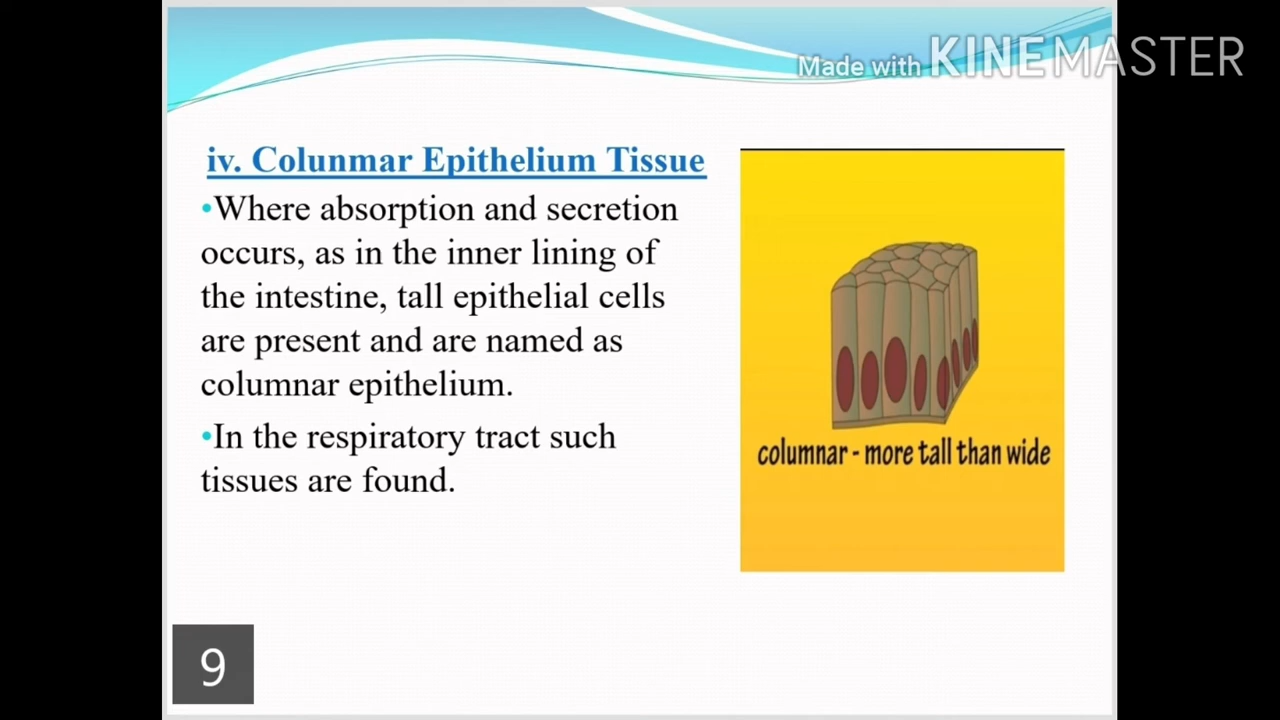 Made with KINEMASTER
iv. Colunmar Epithelium Tissue
•Where absorption and secretion
occurs, as in the inner lining of
the intestine, tall epithelial cells
are present and are named as
columnar epithelium.
•In the respiratory tract such
tissues are found.
columnar - more tall than wide
9